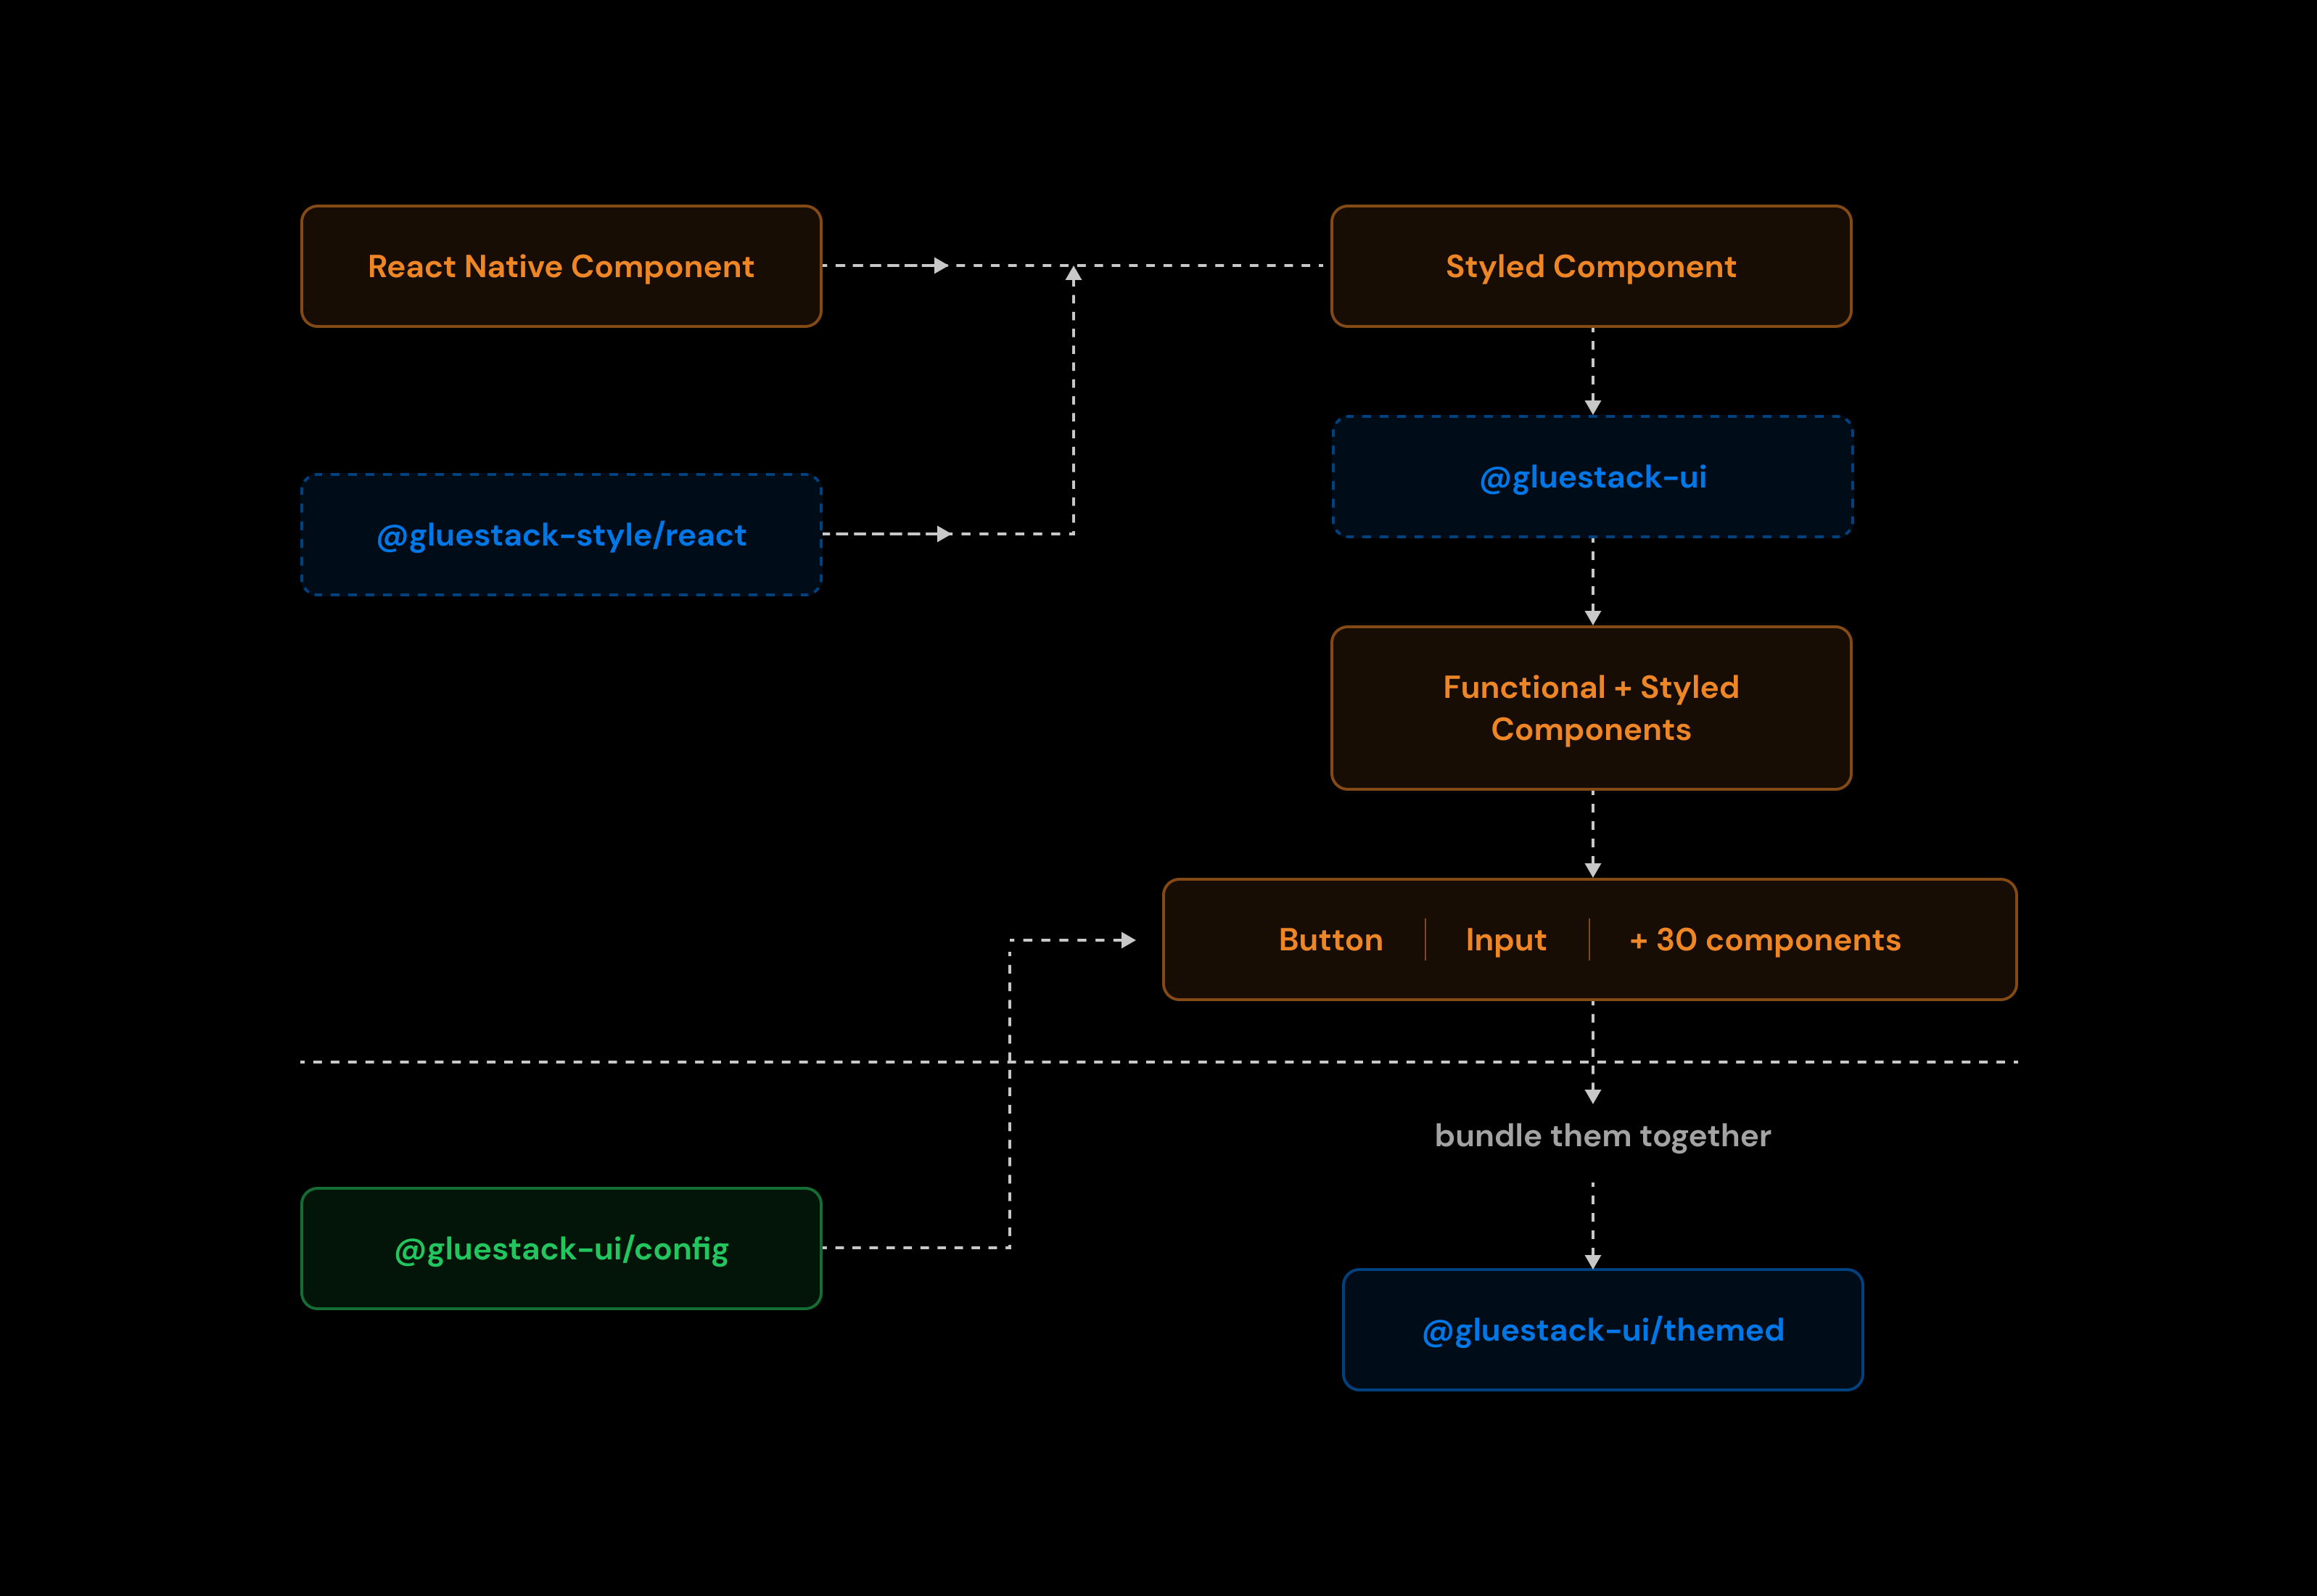 React Native Component
Styled Component
@gluestack-ui
@gluestack-style/react
Functional + Styled
Components
Button | Input | + 30 components
bundle them together
@gluestack-ui/config
@gluestack-ui/themed